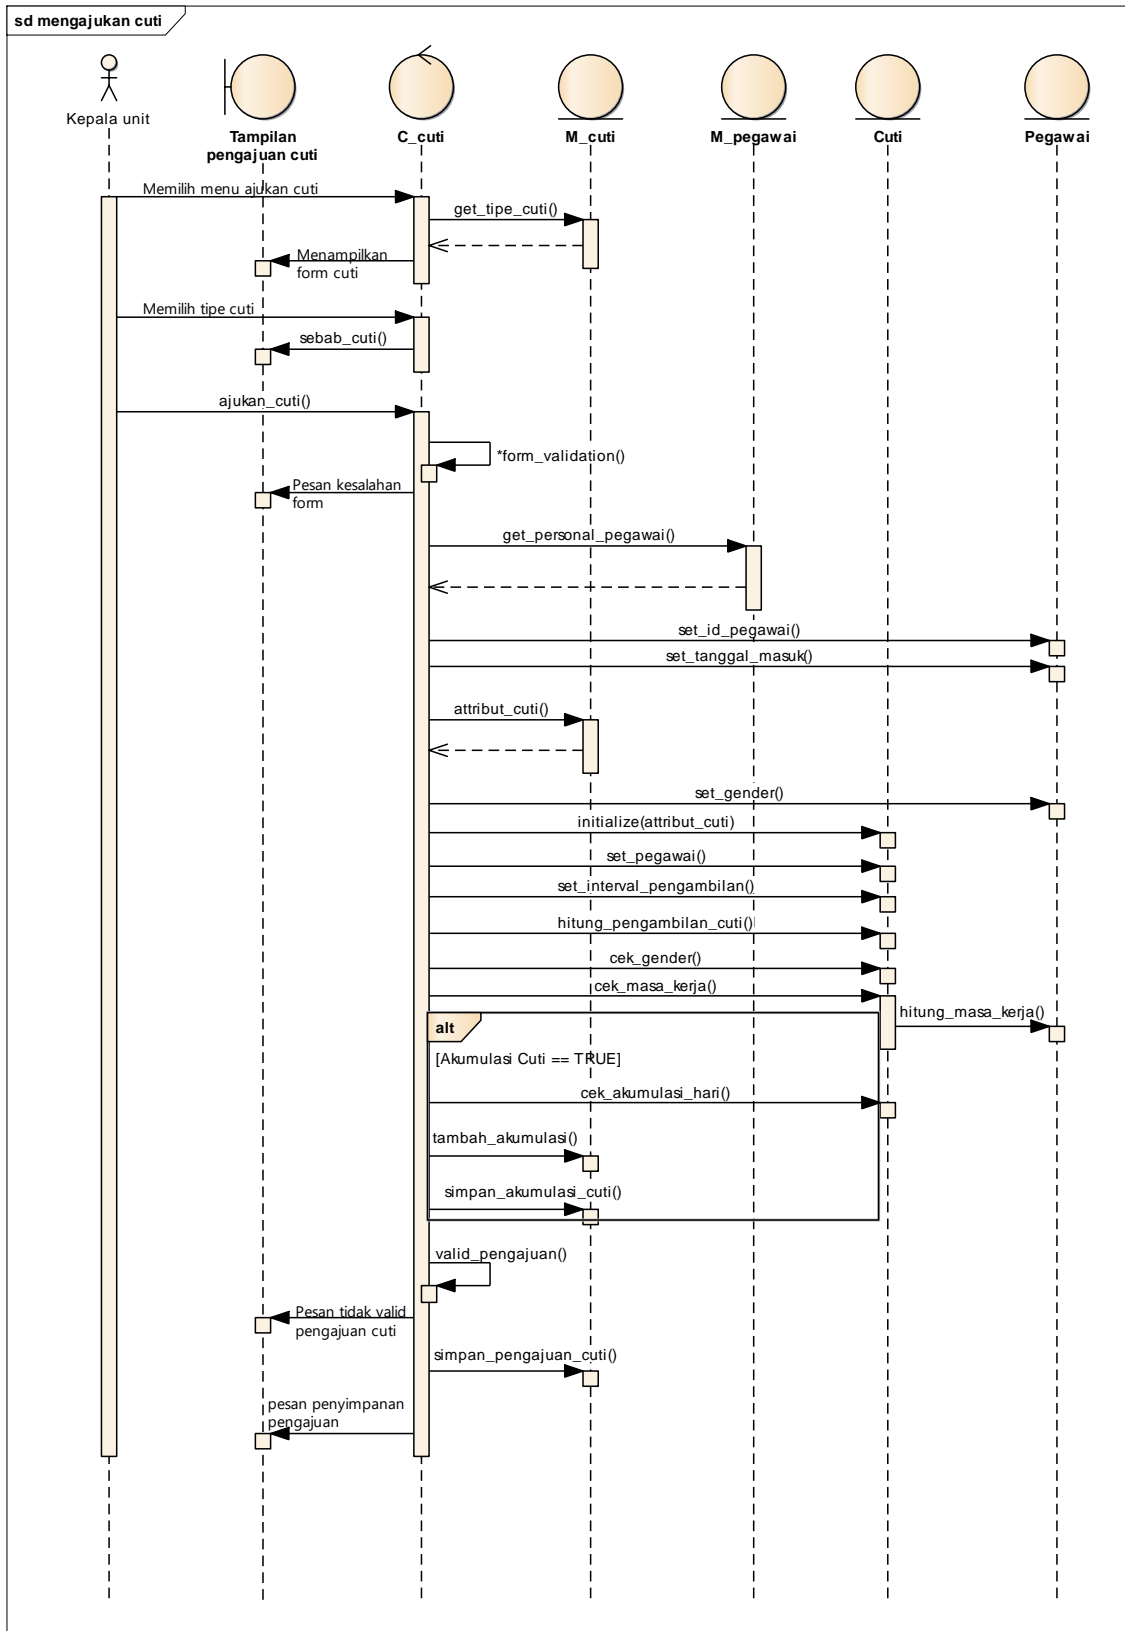 sd mengajukan cuti
Kepala unit
Tampilan
pengajuan cuti
C_cuti
M_cuti
M_pegawai
Cuti
Pegawai
Memilih menu ajukan cuti
get_tipe_cuti()
Menampilkan
form cuti
Memilih tipe cuti
sebab_cuti()
ajukan_cuti()
*form_validation()
Pesan kesalahan
form
get_personal_pegawai()
set_id_pegawai()
set_tanggal_masuk()
attribut_cuti()
set_gender()
initialize(attribut_cuti)
set_pegawai()
set_interval_pengambilan()
hitung_pengambilan_cuti()
cek_gender()
cek_masa_kerja()
hitung_masa_kerja()
alt
[Akumulasi Cuti == TRUE]
cek_akumulasi_hari()
tambah_akumulasi()
simpan_akumulasi_cuti()
valid_pengajuan()
Pesan tidak valid
pengajuan cuti
simpan_pengajuan_cuti()
pesan penyimpanan
pengajuan